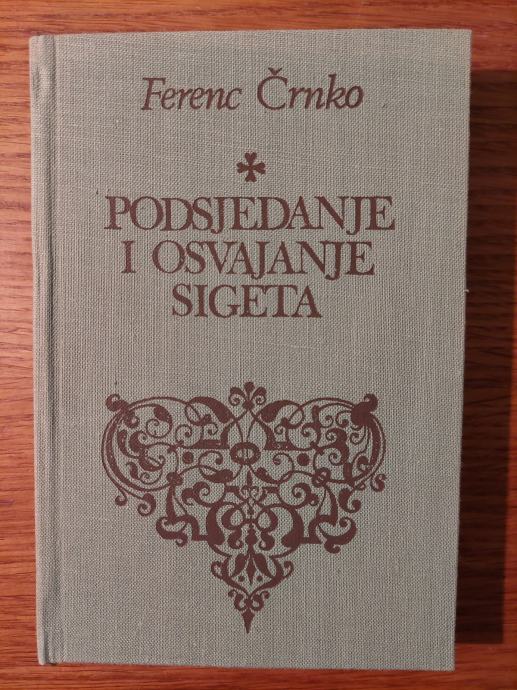 Ferenc Črnko
PODSJEDANJE
I OSVAJANJE
SIGETA